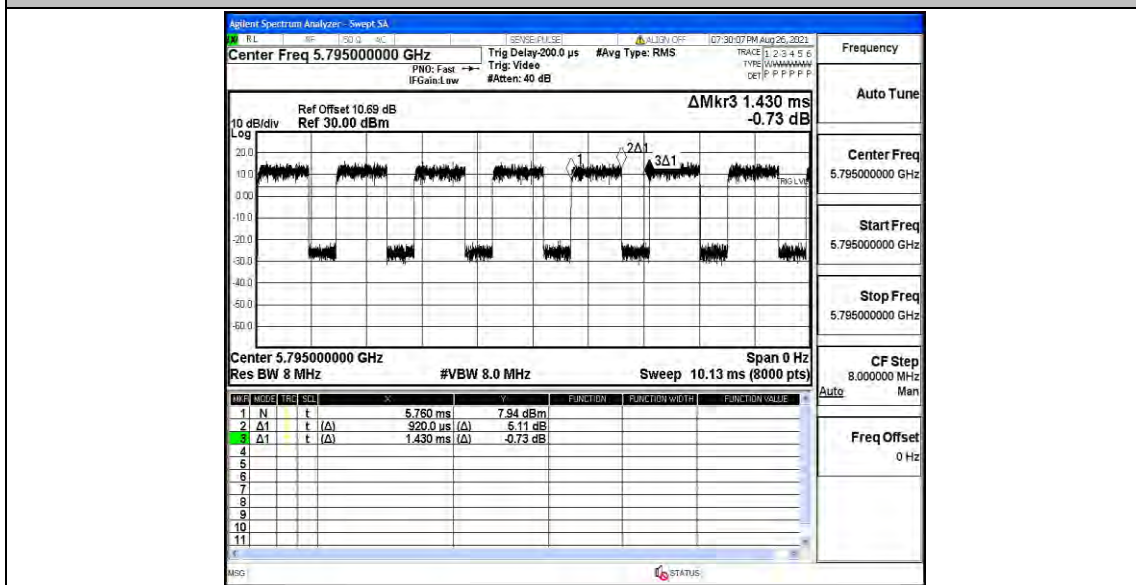 Agilent Spectrum Analyzer - Swept SA
RL RF 50 Ω AC SENSE:PULSE ALIGN OFF 07:30:07 PM Aug 26, 2021
Center Freq 5.795000000 GHz
PNO: Fast
IFGain:Low
Trig Delay-200.0 µs
Trig: Video
#Atten: 40 dB
#Avg Type: RMS
TRACE 1 2 3 4 5 6
TYPE
DET P P P P P P
Ref Offset 10.69 dB
10 dB/div Ref 30.00 dBm
Log
ΔMkr3 1.430 ms
-0.73 dB
20.0
10.0
0.00
-10.0
-20.0
-30.0
-40.0
-50.0
-60.0
1
2Δ1
3Δ1
TRIG LVL
Center 5.795000000 GHz Span 0 Hz
Res BW 8 MHz #VBW 8.0 MHz Sweep 10.13 ms (8000 pts)
MKR MODE TRC SCL X Y FUNCTION FUNCTION WIDTH FUNCTION VALUE
1 N t 5.760 ms 7.94 dBm
2 Δ1 t (Δ) 920.0 µs (Δ) 5.11 dB
3 Δ1 t (Δ) 1.430 ms (Δ) -0.73 dB
4
5
6
7
8
9
10
11
MSG STATUS
Frequency
Auto Tune
Center Freq
5.795000000 GHz
Start Freq
5.795000000 GHz
Stop Freq
5.795000000 GHz
CF Step
8.000000 MHz
Auto Man
Freq Offset
0 Hz